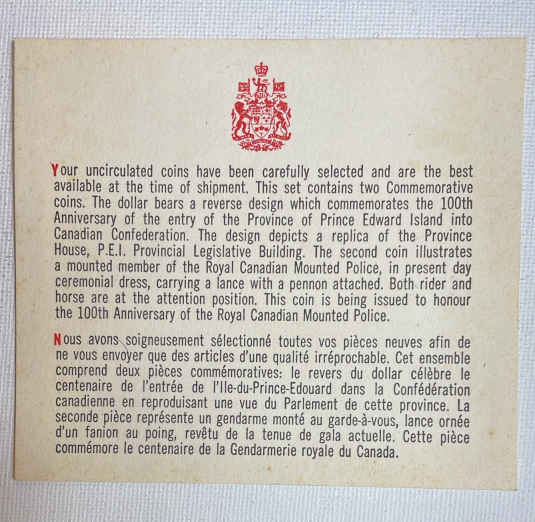 Your uncirculated coins have been carefully selected and are the best
available at the time of shipment. This set contains two Commemorative
coins. The dollar bears a reverse design which commemorates the 100th
Anniversary of the entry of the Province of Prince Edward Island into
Canadian Confederation. The design depicts a replica of the Province
House, P.E.I. Provincial Legislative Building. The second coin illustrates
a mounted member of the Royal Canadian Mounted Police, in present day
ceremonial dress, carrying a lance with a pennon attached. Both rider and
horse are at the attention position. This coin is being issued to honour
the 100th Anniversary of the Royal Canadian Mounted Police.
Nous avons soigneusement sélectionné toutes vos pièces neuves afin de
ne vous envoyer que des articles d'une qualité irréprochable. Cet ensemble
comprend deux pièces commémoratives: le revers du dollar célèbre le
centenaire de l'entrée de l'Ile-du-Prince-Edouard dans la Confédération
canadienne en reproduisant une vue du Parlement de cette province. La
seconde pièce représente un gendarme monté au garde-à-vous, lance ornée
d'un fanion au poing, revêtu de la tenue de gala actuelle. Cette pièce
commémore le centenaire de la Gendarmerie royale du Canada.